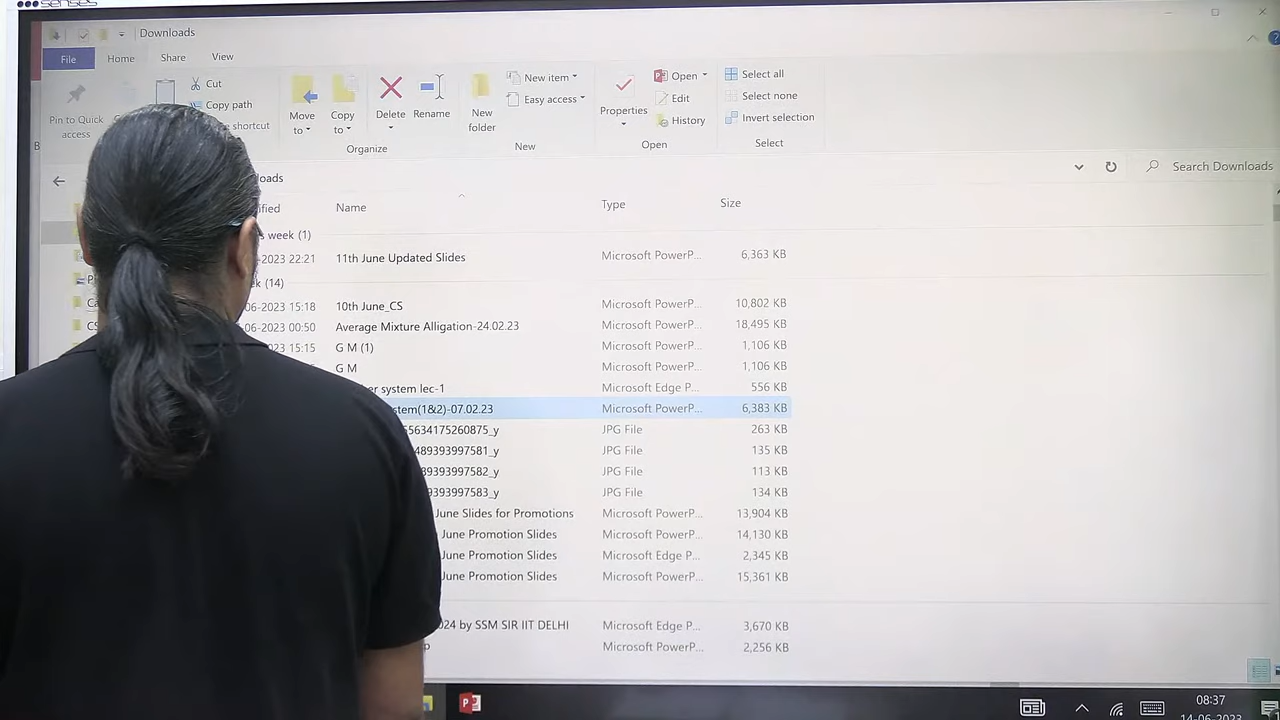 senses
Downloads
File Home Share View
Pin to Quick access
Cut
Copy path
shortcut
Move to
Copy to
Delete
Rename
Organize
New folder
New item
Easy access
New
Properties
Open
Edit
History
Open
Select all
Select none
Invert selection
Select
loads
Search Downloads
ified Name Type Size
s week (1)
-2023 22:21 11th June Updated Slides Microsoft PowerP... 6,363 KB
ek (14)
-06-2023 15:18 10th June_CS Microsoft PowerP... 10,802 KB
-06-2023 00:50 Average Mixture Alligation-24.02.23 Microsoft PowerP... 18,495 KB
-2023 15:15 G M (1) Microsoft PowerP... 1,106 KB
G M Microsoft PowerP... 1,106 KB
er system lec-1 Microsoft Edge P... 556 KB
stem(1&2)-07.02.23 Microsoft PowerP... 6,383 KB
5634175260875_y JPG File 263 KB
489393997581_y JPG File 135 KB
9393997582_y JPG File 113 KB
9393997583_y JPG File 134 KB
June Slides for Promotions Microsoft PowerP... 13,904 KB
June Promotion Slides Microsoft PowerP... 14,130 KB
June Promotion Slides Microsoft Edge P... 2,345 KB
June Promotion Slides Microsoft PowerP... 15,361 KB
24 by SSM SIR IIT DELHI Microsoft Edge P... 3,670 KB
p Microsoft PowerP... 2,256 KB
08:37
14-06-2023